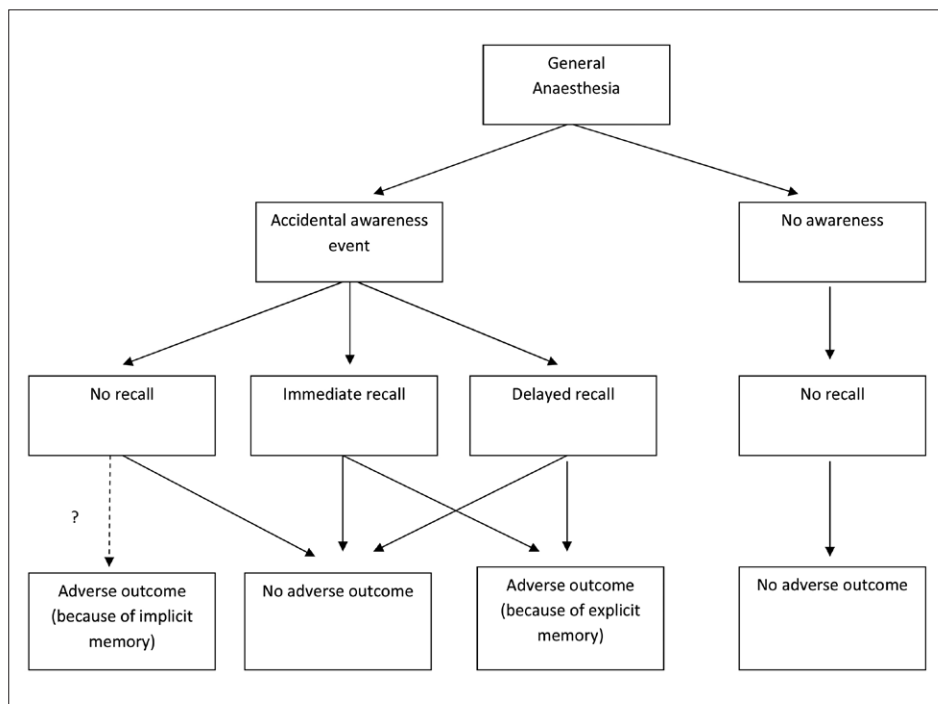 General
Anaesthesia
Accidental awareness
event
No awareness
No recall
Immediate recall
Delayed recall
No recall
?
Adverse outcome
(because of implicit
memory)
No adverse outcome
Adverse outcome
(because of explicit
memory)
No adverse outcome